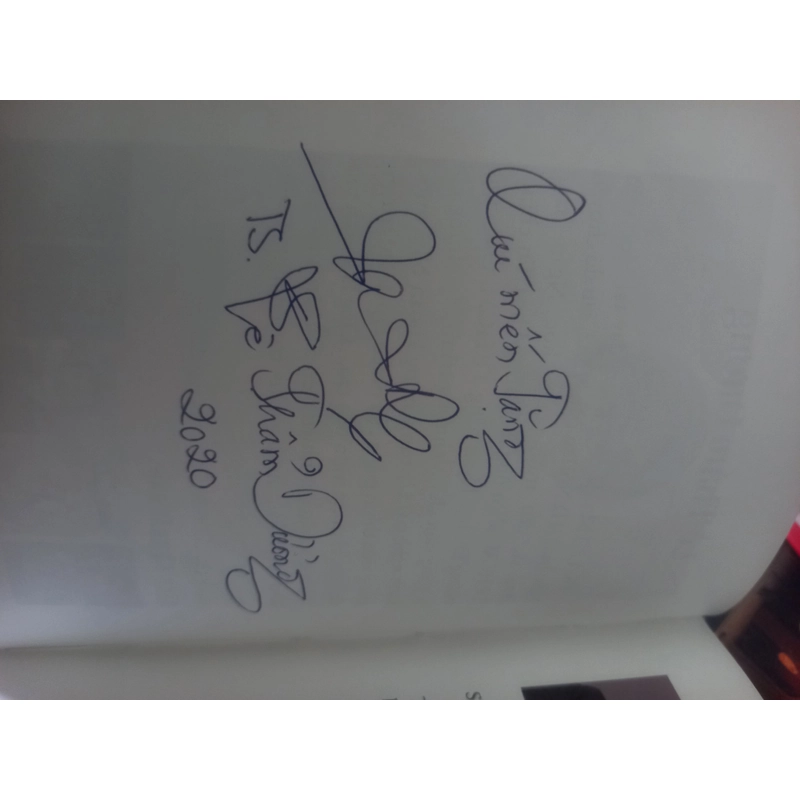 Quí mến Tặng
TS. Lê Thẩm Dương
2020